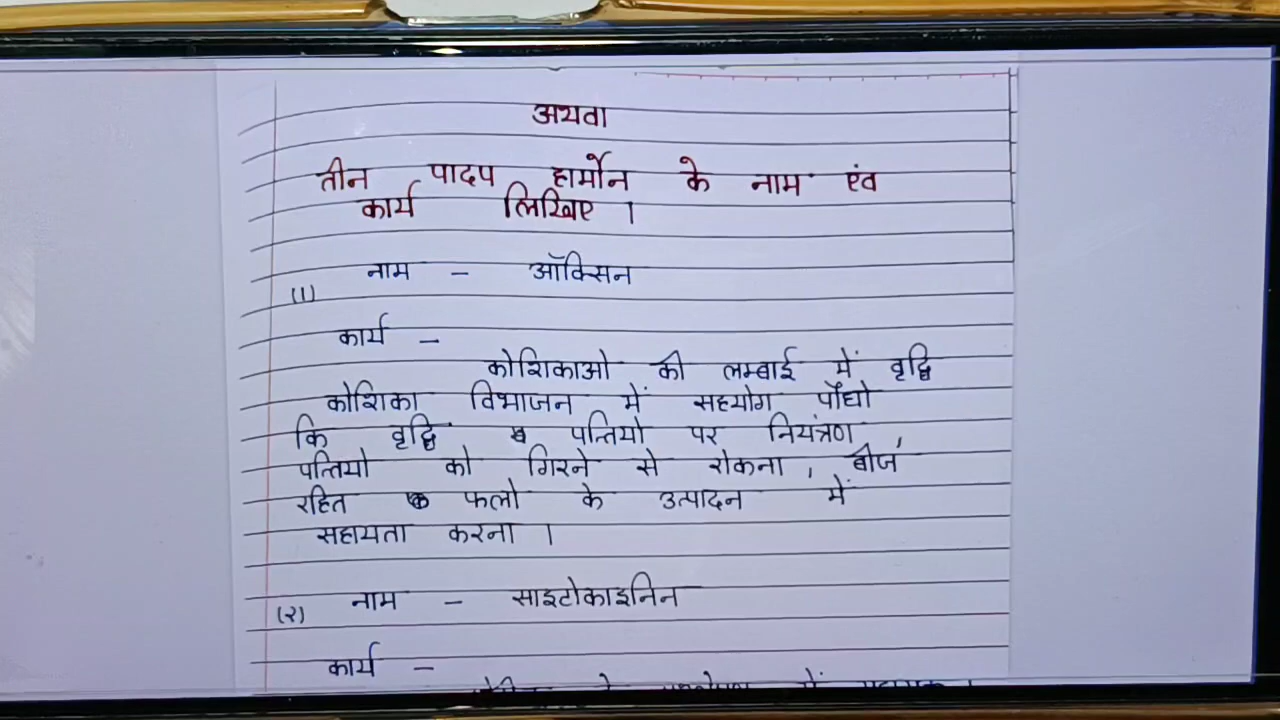 अथवा
तीन पादप हार्मोन के नाम एंव
कार्य लिखिए ।
नाम - ऑक्सिन
(1)
कार्य -
कोशिकाओ की लम्बाई में वृद्धि
कोशिका विभाजन में सहयोग पौधो
कि वृद्धि पत्तियो पर नियंत्रण
पत्तियो को गिरने से रोकना , बीज
रहित फलो के उत्पादन में
सहायता करना ।
(२) नाम - साइटोकाइनिन
कार्य -